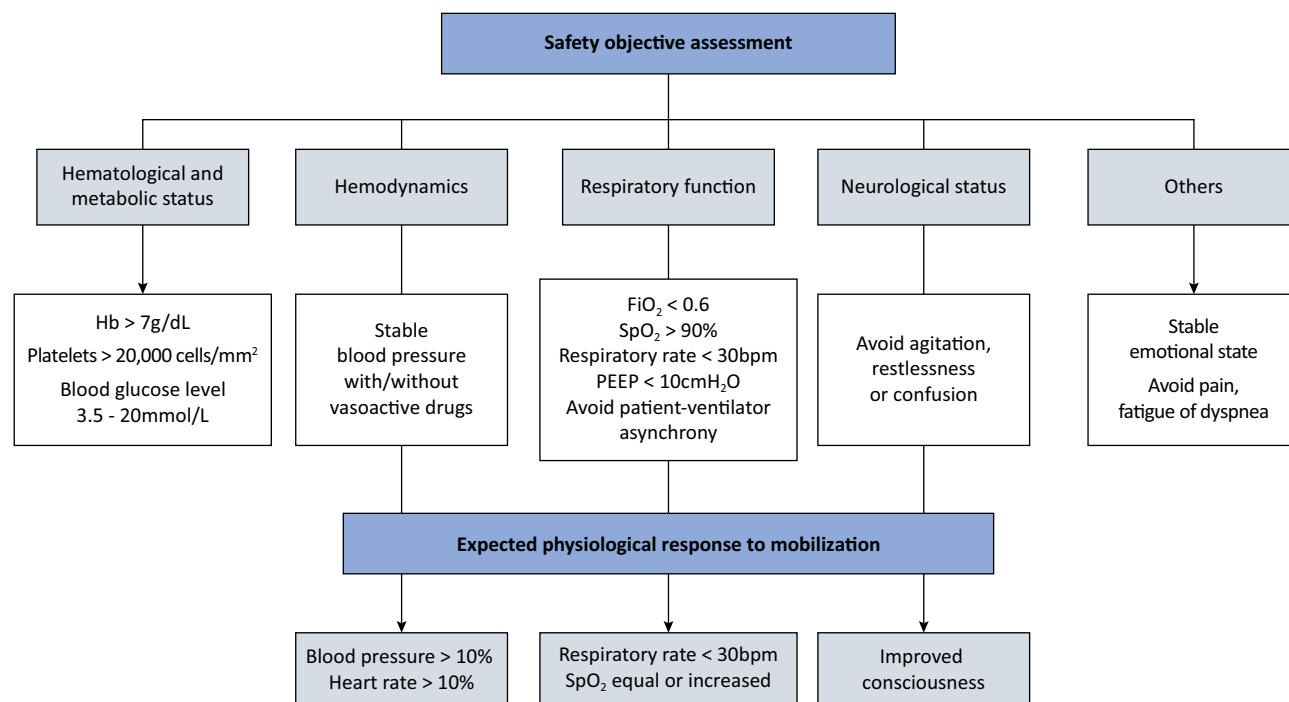 Safety objective assessment
Hematological and
metabolic status
Hemodynamics
Respiratory function
Neurological status
Others
Hb > 7g/dL
Platelets > 20,000 cells/mm²
Blood glucose level
3.5 - 20mmol/L
Stable
blood pressure
with/without
vasoactive drugs
FiO₂ < 0.6
SpO₂ > 90%
Respiratory rate < 30bpm
PEEP < 10cmH₂O
Avoid patient-ventilator
asynchrony
Avoid agitation,
restlessness
or confusion
Stable
emotional state
Avoid pain,
fatigue of dyspnea
Expected physiological response to mobilization
Blood pressure > 10%
Heart rate > 10%
Respiratory rate < 30bpm
SpO₂ equal or increased
Improved
consciousness